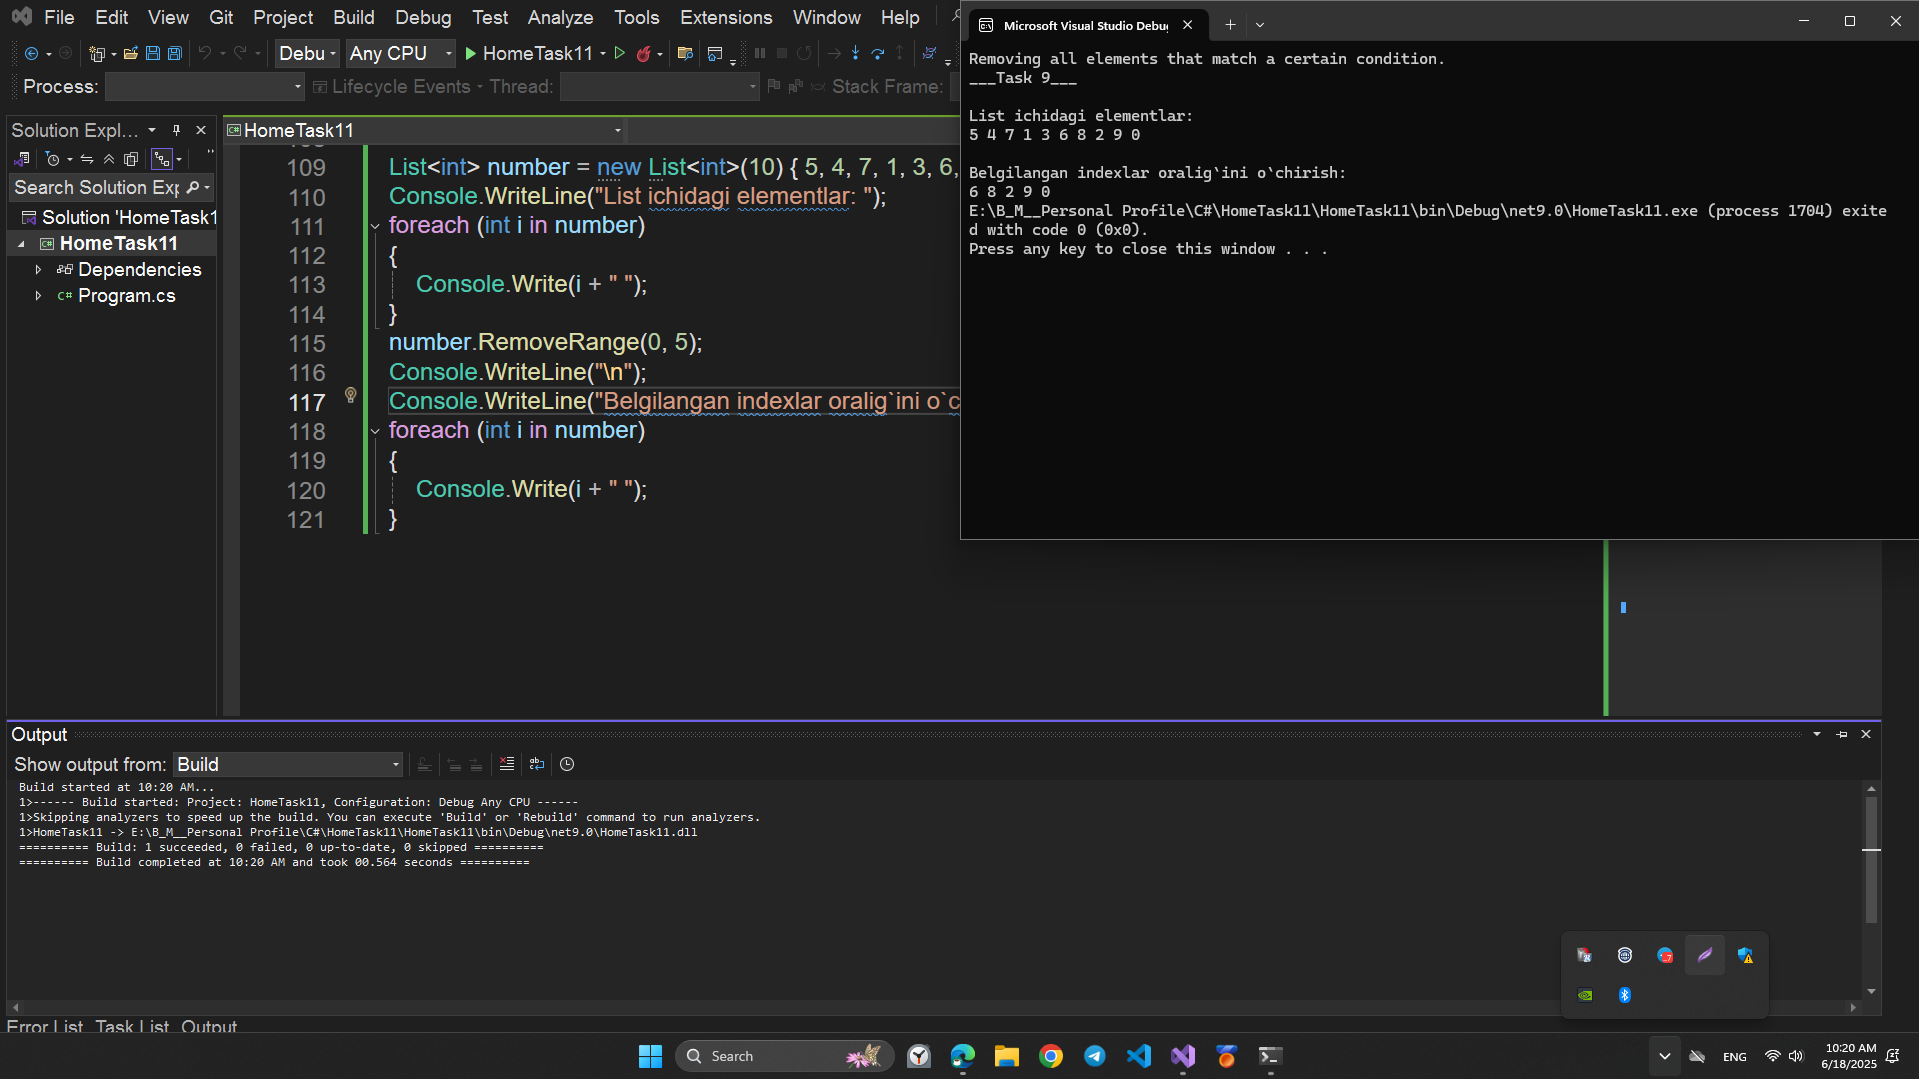 File Edit View Git Project Build Debug Test Analyze Tools Extensions Window Help
Debu Any CPU HomeTask11
Process: Lifecycle Events Thread: Stack Frame:
Solution Expl...
Search Solution Exp
Solution 'HomeTask1
HomeTask11
Dependencies
C# Program.cs
C# HomeTask11
109 List<int> number = new List<int>(10) { 5, 4, 7, 1, 3, 6,
110 Console.WriteLine("List ichidagi elementlar: ");
111 foreach (int i in number)
112 {
113 Console.Write(i + " ");
114 }
115 number.RemoveRange(0, 5);
116 Console.WriteLine("\n");
117 Console.WriteLine("Belgilangan indexlar oralig`ini o`c
118 foreach (int i in number)
119 {
120 Console.Write(i + " ");
121 }
Microsoft Visual Studio Debug
Removing all elements that match a certain condition.
___Task 9___
List ichidagi elementlar:
5 4 7 1 3 6 8 2 9 0
Belgilangan indexlar oralig`ini o`chirish:
6 8 2 9 0
E:\B_M__Personal Profile\C#\HomeTask11\HomeTask11\bin\Debug\net9.0\HomeTask11.exe (process 1704) exite
d with code 0 (0x0).
Press any key to close this window . . .
Output
Show output from: Build
Build started at 10:20 AM...
1>------ Build started: Project: HomeTask11, Configuration: Debug Any CPU ------
1>Skipping analyzers to speed up the build. You can execute 'Build' or 'Rebuild' command to run analyzers.
1>HomeTask11 -> E:\B_M__Personal Profile\C#\HomeTask11\HomeTask11\bin\Debug\net9.0\HomeTask11.dll
========== Build: 1 succeeded, 0 failed, 0 up-to-date, 0 skipped ==========
========== Build completed at 10:20 AM and took 00.564 seconds ==========
Error List Task List Output
Search
ENG
10:20 AM
6/18/2025